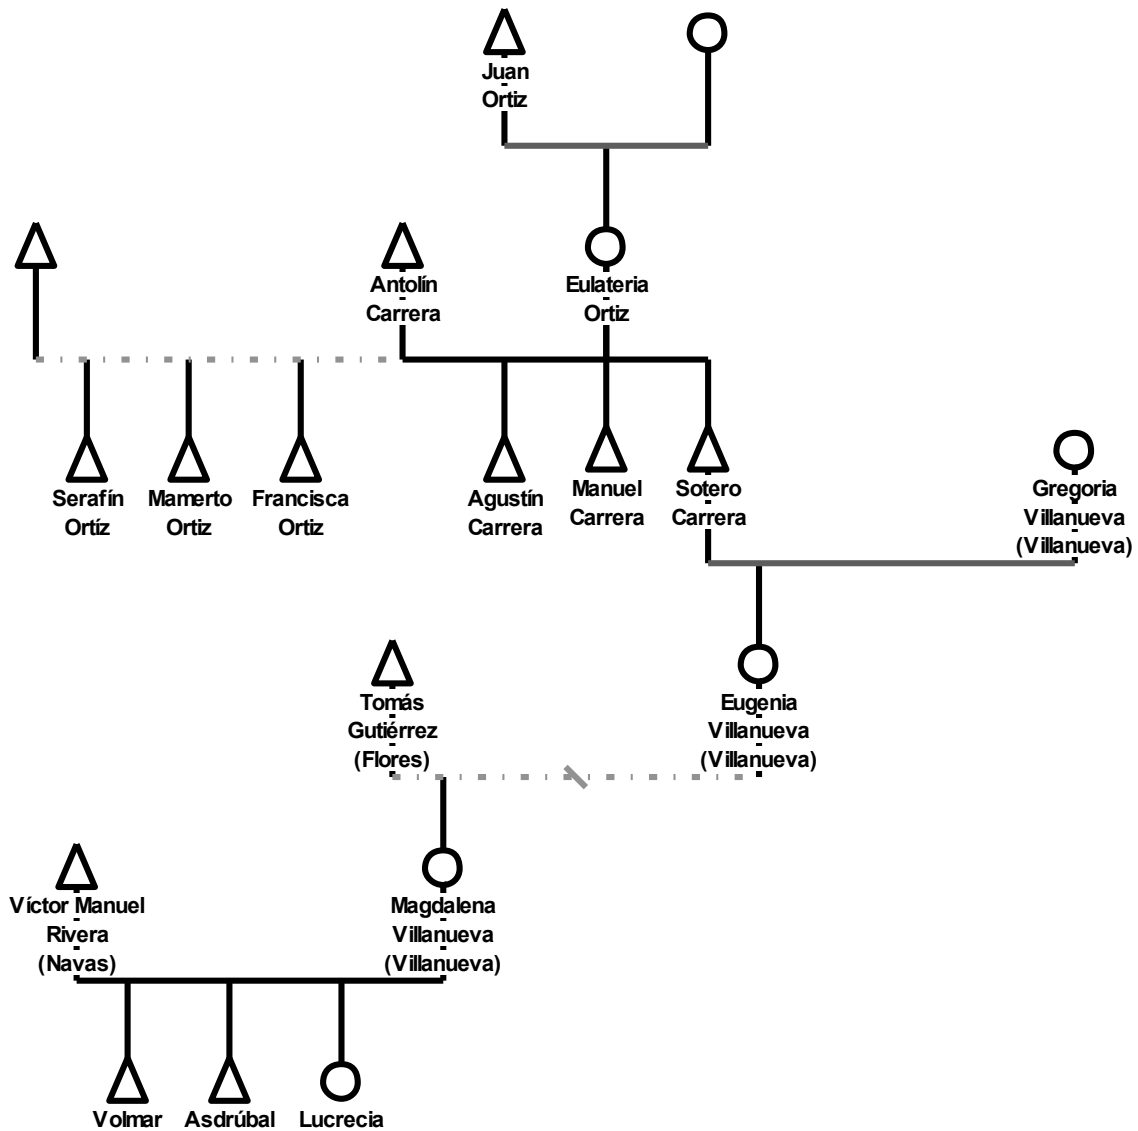 Juan
Ortiz
Antolín
Carrera
Eulateria
Ortiz
Serafín
Ortíz
Mamerto
Ortiz
Francisca
Ortiz
Agustín
Carrera
Manuel
Carrera
Sotero
Carrera
Gregoria
Villanueva
(Villanueva)
Tomás
Gutiérrez
(Flores)
Eugenia
Villanueva
(Villanueva)
Víctor Manuel
Rivera
(Navas)
Magdalena
Villanueva
(Villanueva)
Volmar
Asdrúbal
Lucrecia